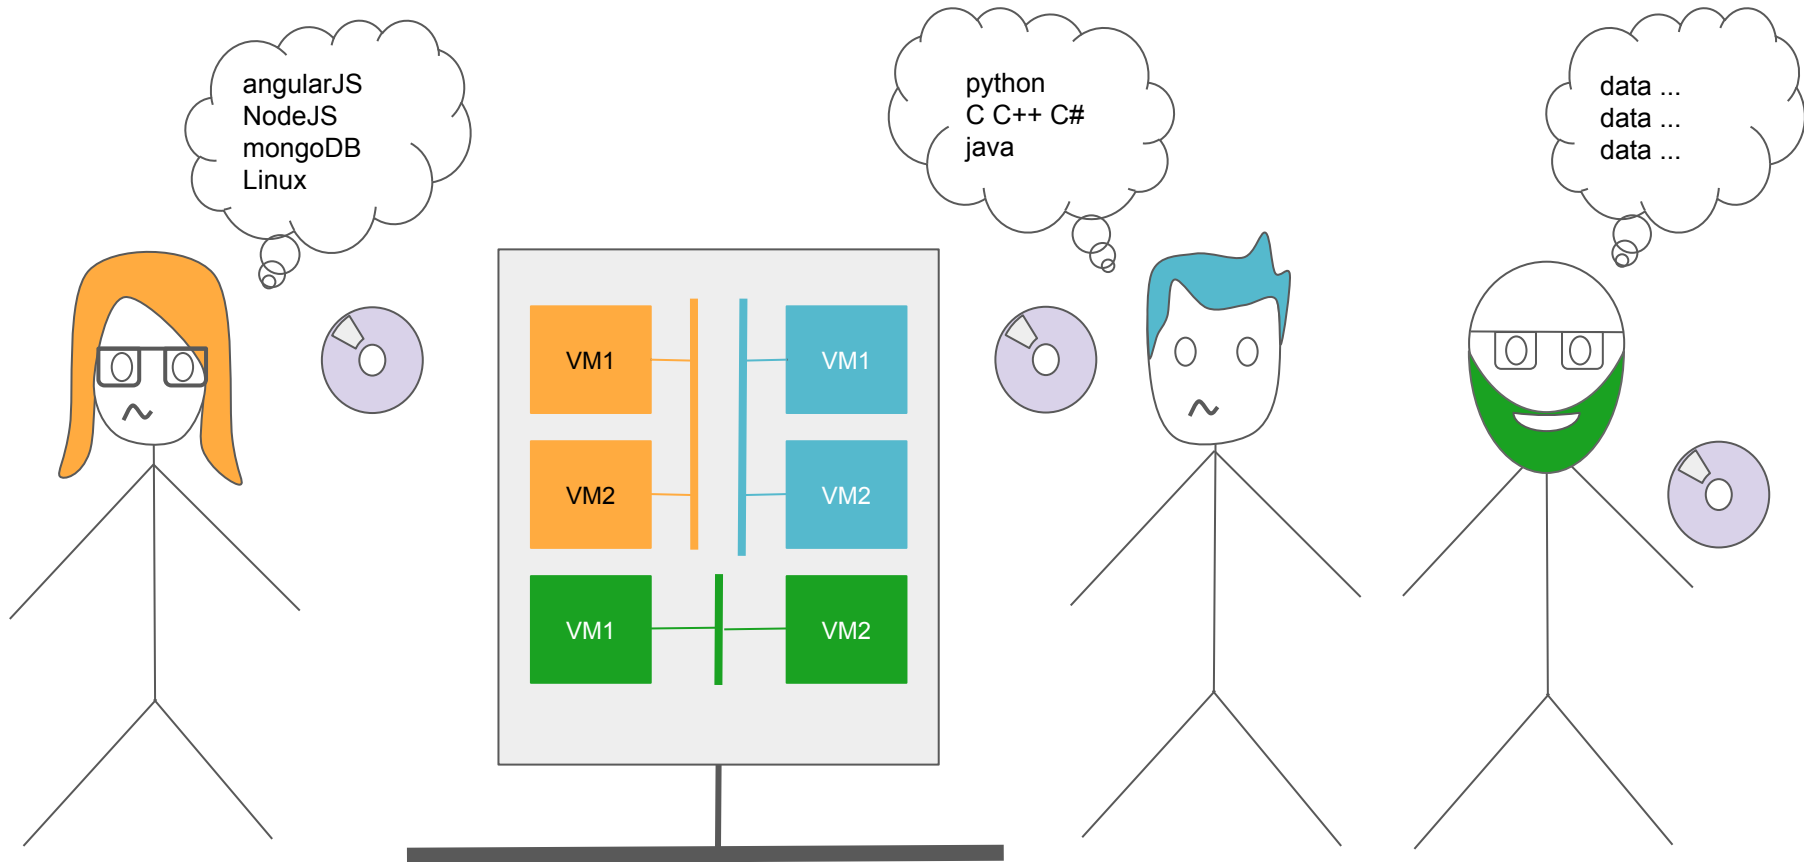 angularJS
NodeJS
mongoDB
Linux
python
C C++ C#
java
data ...
data ...
data ...
VM1
VM1
VM2
VM2
VM1
VM2